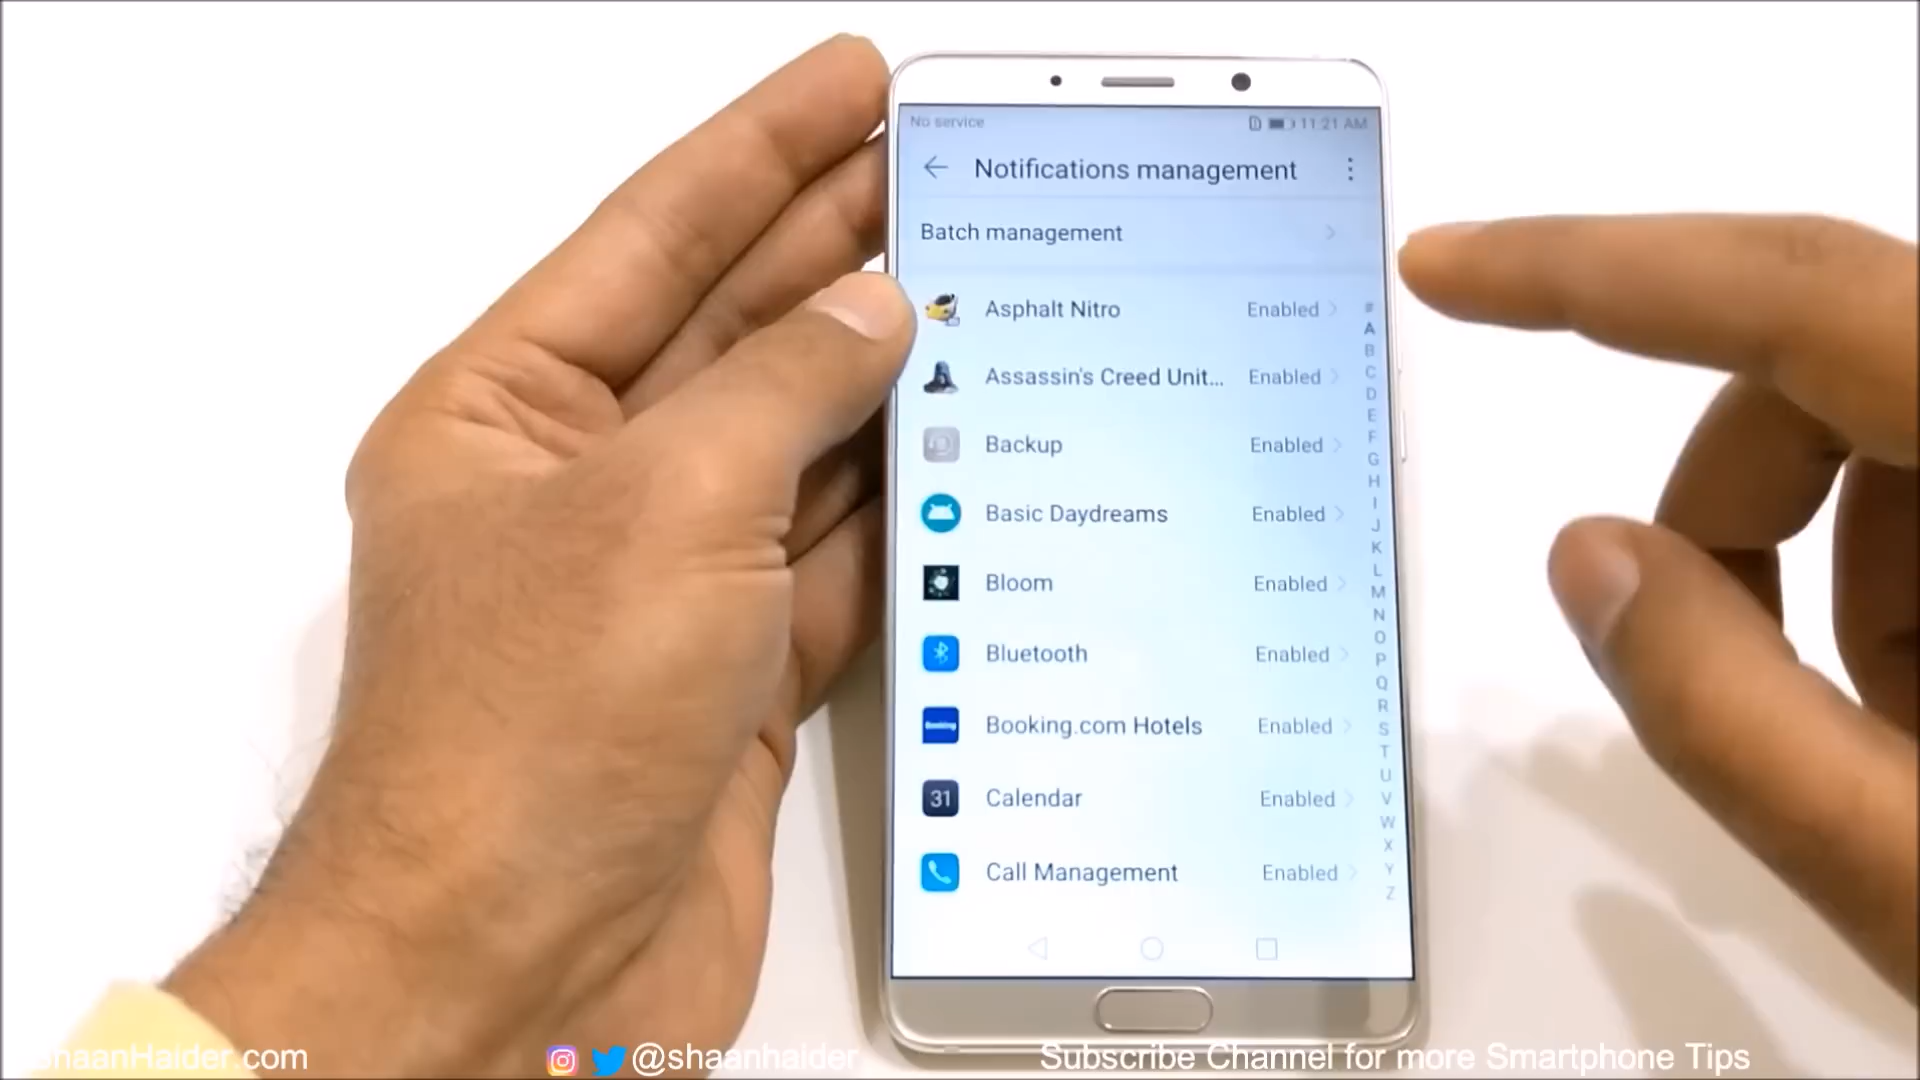 No service 11:21 AM
Notifications management
Batch management
Asphalt Nitro Enabled
Assassin's Creed Unit... Enabled
Backup Enabled
Basic Daydreams Enabled
Bloom Enabled
Bluetooth Enabled
Booking.com Hotels Enabled
31 Calendar Enabled
Call Management Enabled
#
A
B
C
D
E
F
G
H
I
J
K
L
M
N
O
P
Q
R
S
T
U
V
W
X
Y
Z
shaanHaider.com
@shaanhaider
Subscribe Channel for more Smartphone Tips